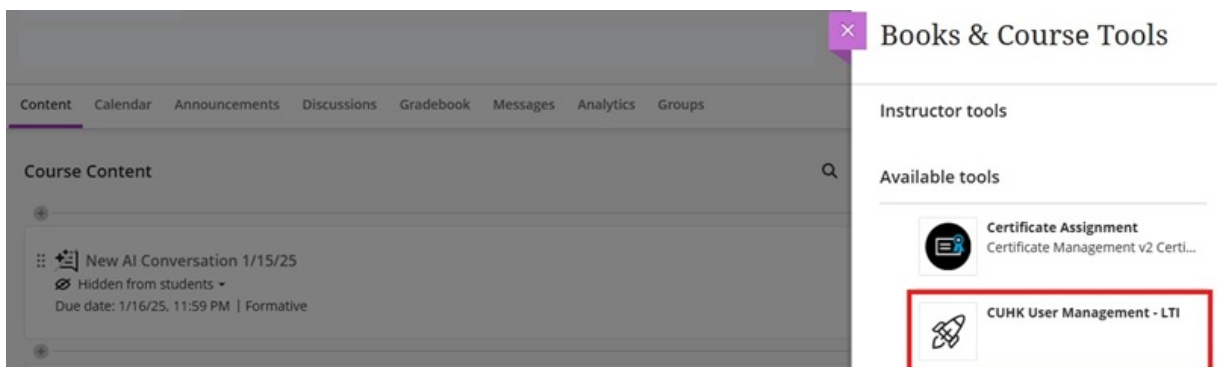 Books & Course Tools
Content Calendar Announcements Discussions Gradebook Messages Analytics Groups
Instructor tools
Course Content
Available tools
Certificate Assignment
Certificate Management v2 Certi...
New AI Conversation 1/15/25
Hidden from students
Due date: 1/16/25, 11:59 PM | Formative
CUHK User Management - LTI